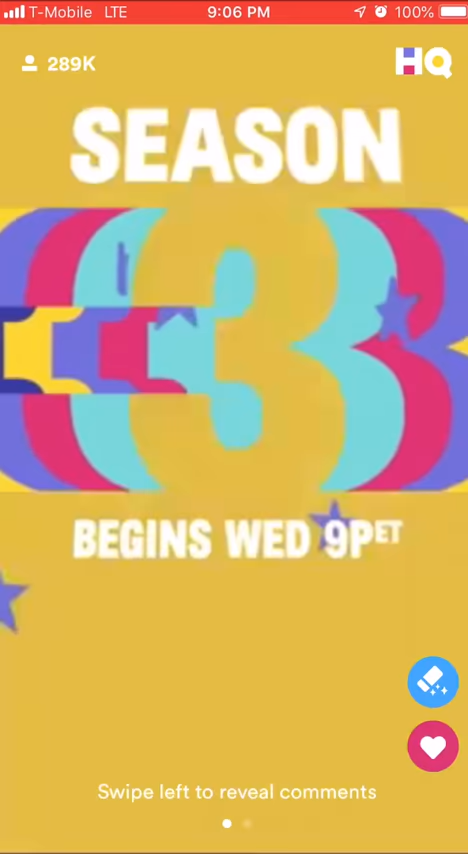 T-Mobile LTE 9:06 PM 100%
289K HQ
SEASON
3
BEGINS WED 9PET
Swipe left to reveal comments